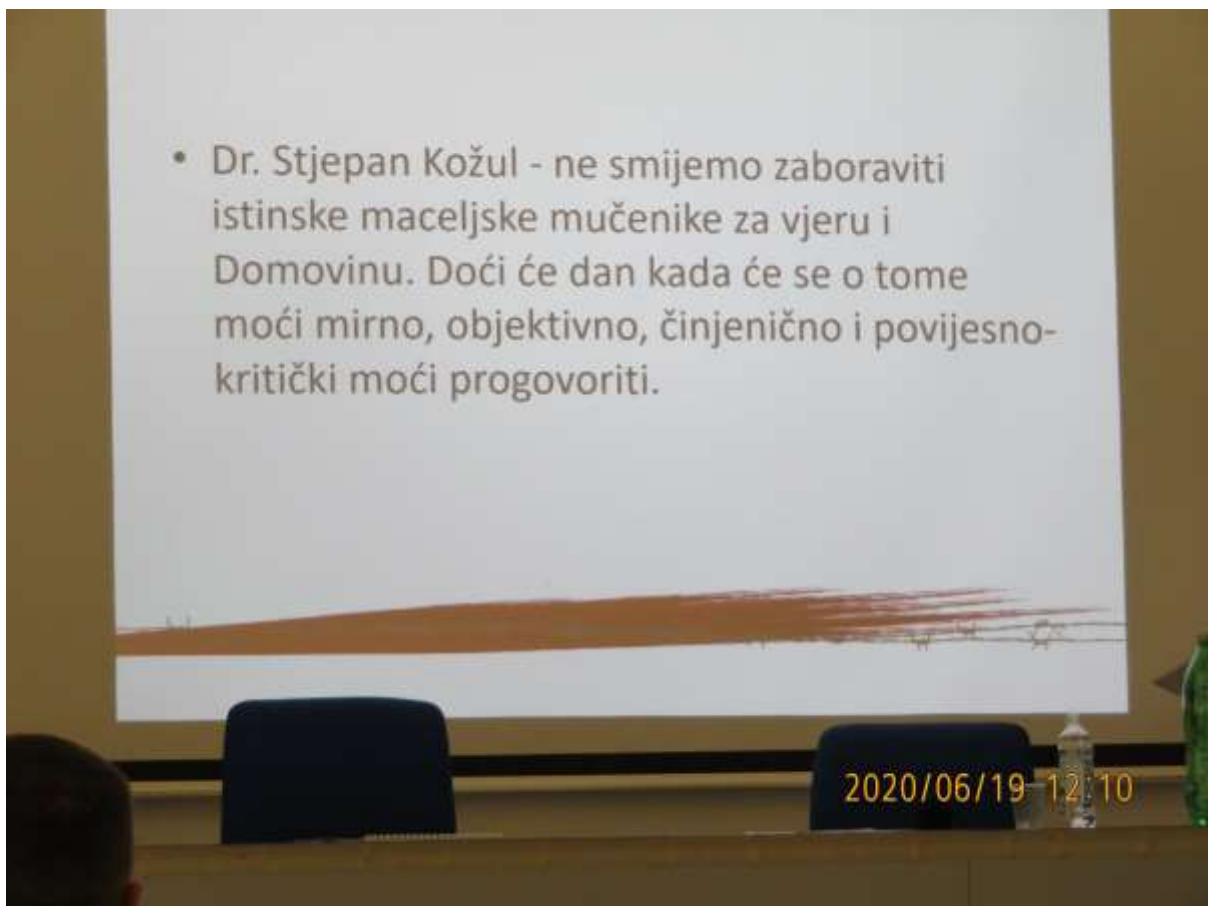 • Dr. Stjepan Kožul - ne smijemo zaboraviti
istinske maceljske mučenike za vjeru i
Domovinu. Doći će dan kada će se o tome
moći mirno, objektivno, činjenično i povijesno-
kritički moći progovoriti.
2020/06/19 12:10